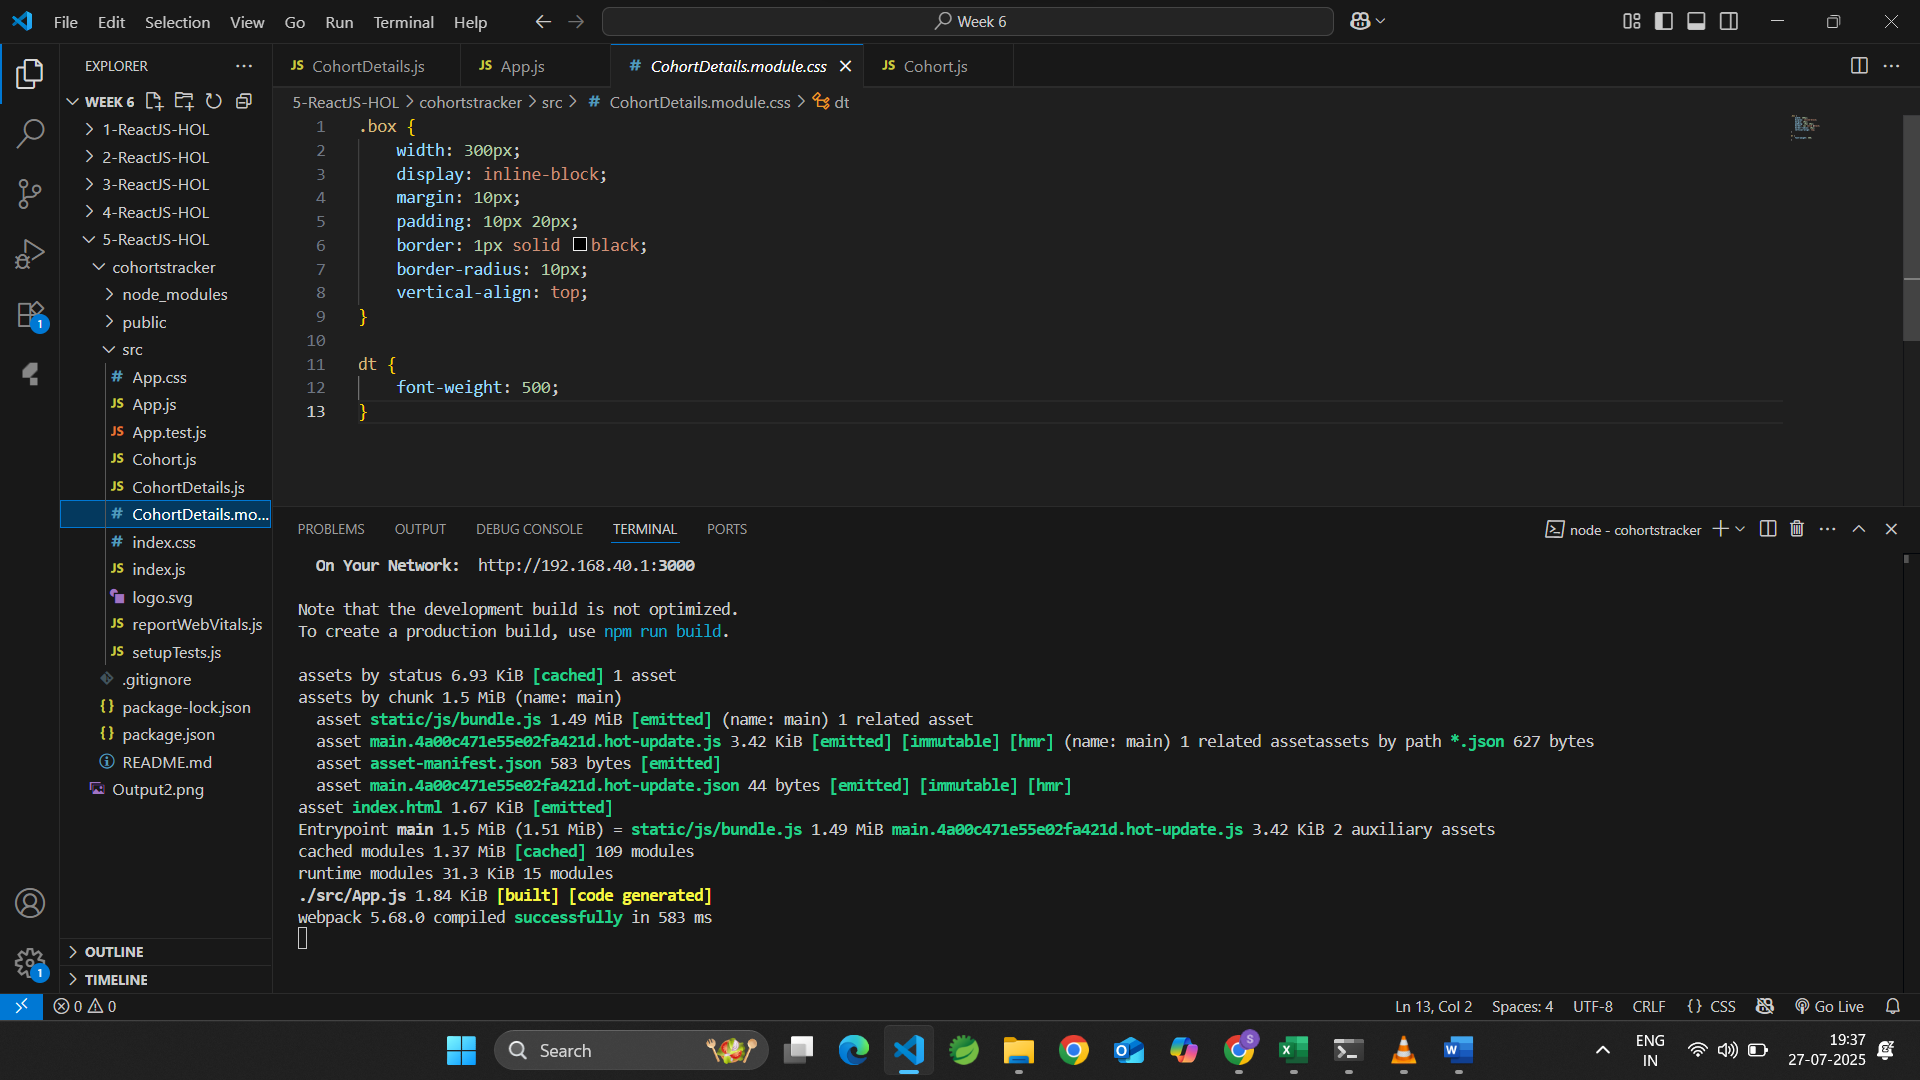 File Edit Selection View Go Run Terminal Help
Week 6
EXPLORER
WEEK 6
1-ReactJS-HOL
2-ReactJS-HOL
3-ReactJS-HOL
4-ReactJS-HOL
5-ReactJS-HOL
cohortstracker
node_modules
public
src
# App.css
JS App.js
JS App.test.js
JS Cohort.js
JS CohortDetails.js
# CohortDetails.mo...
# index.css
JS index.js
logo.svg
JS reportWebVitals.js
JS setupTests.js
.gitignore
{} package-lock.json
{} package.json
README.md
Output2.png
OUTLINE
TIMELINE
JS CohortDetails.js
JS App.js
# CohortDetails.module.css
JS Cohort.js
5-ReactJS-HOL > cohortstracker > src > # CohortDetails.module.css > dt
1 .box {
2 width: 300px;
3 display: inline-block;
4 margin: 10px;
5 padding: 10px 20px;
6 border: 1px solid black;
7 border-radius: 10px;
8 vertical-align: top;
9 }
10
11 dt {
12 font-weight: 500;
13 }
PROBLEMS OUTPUT DEBUG CONSOLE TERMINAL PORTS
node - cohortstracker
On Your Network: http://192.168.40.1:3000
Note that the development build is not optimized.
To create a production build, use npm run build.
assets by status 6.93 KiB [cached] 1 asset
assets by chunk 1.5 MiB (name: main)
asset static/js/bundle.js 1.49 MiB [emitted] (name: main) 1 related asset
asset main.4a00c471e55e02fa421d.hot-update.js 3.42 KiB [emitted] [immutable] [hmr] (name: main) 1 related assetassets by path *.json 627 bytes
asset asset-manifest.json 583 bytes [emitted]
asset main.4a00c471e55e02fa421d.hot-update.json 44 bytes [emitted] [immutable] [hmr]
asset index.html 1.67 KiB [emitted]
Entrypoint main 1.5 MiB (1.51 MiB) = static/js/bundle.js 1.49 MiB main.4a00c471e55e02fa421d.hot-update.js 3.42 KiB 2 auxiliary assets
cached modules 1.37 MiB [cached] 109 modules
runtime modules 31.3 KiB 15 modules
./src/App.js 1.84 KiB [built] [code generated]
webpack 5.68.0 compiled successfully in 583 ms
0 0
Ln 13, Col 2 Spaces: 4 UTF-8 CRLF {} CSS Go Live
1
1
Search
S
ENG
IN
19:37
27-07-2025